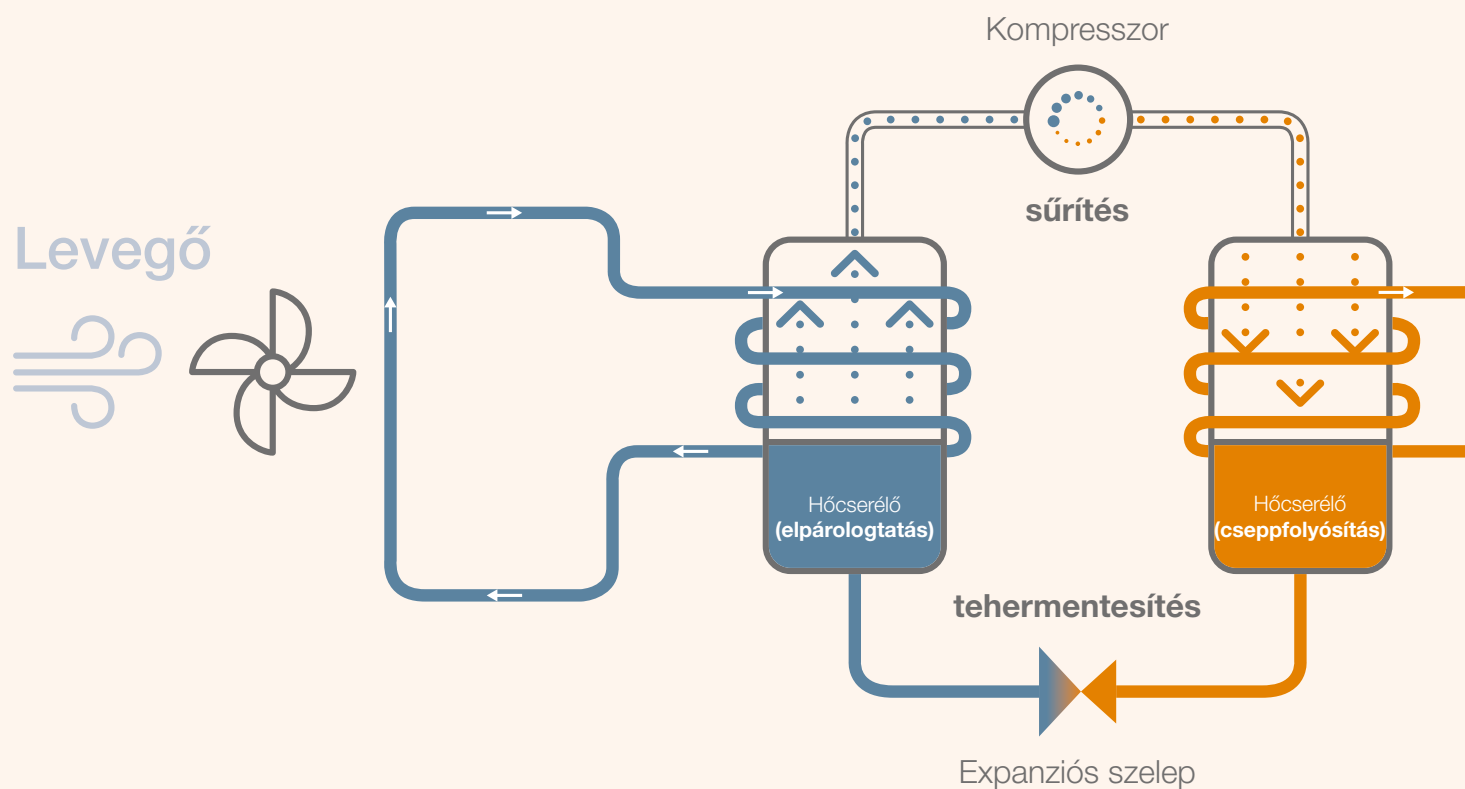 Kompresszor
sűrítés
Levegő
Hőcserélő
(elpárologtatás)
Hőcserélő
(cseppfolyósítás)
tehermentesítés
Expanziós szelep